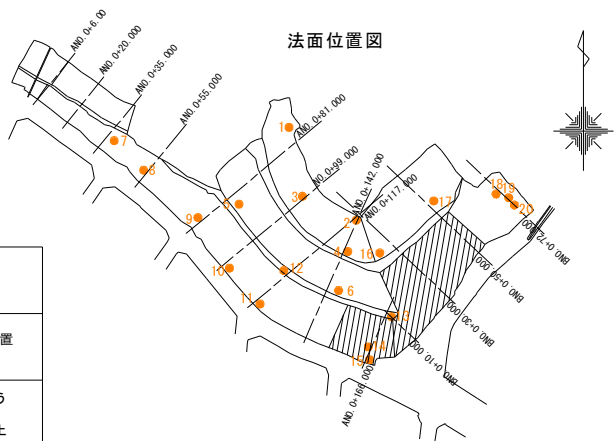 法面位置図
ANO.0+6.00
ANO.0+20.000
ANO.0+35.000
ANO.0+55.000
ANO.0+81.000
ANO.0+99.000
ANO.0+142.000
ANO.0+117.000
1
7
8
3
5
9
2
17
18
19
20
BNO.0+72.000
4
16
BNO.0+50.000
10
12
6
11
13
BNO.0+30.000
14
15
BNO.0+10.000
ANO.0+166.000
置
う
土